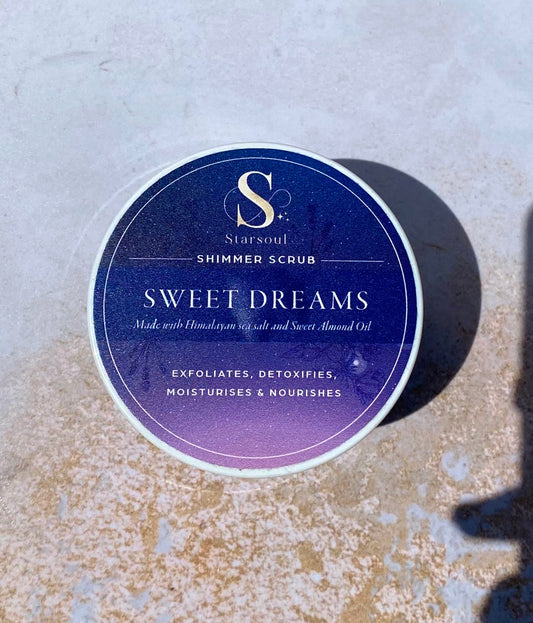 S
Starsoul
SHIMMER SCRUB
SWEET DREAMS
Made with Himalayan sea salt and Sweet Almond Oil
EXFOLIATES, DETOXIFIES,
MOISTURISES & NOURISHES